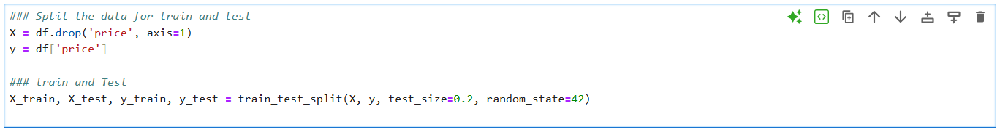 ### Split the data for train and test
X = df.drop('price', axis=1)
y = df['price']
### train and Test
X_train, X_test, y_train, y_test = train_test_split(X, y, test_size=0.2, random_state=42)